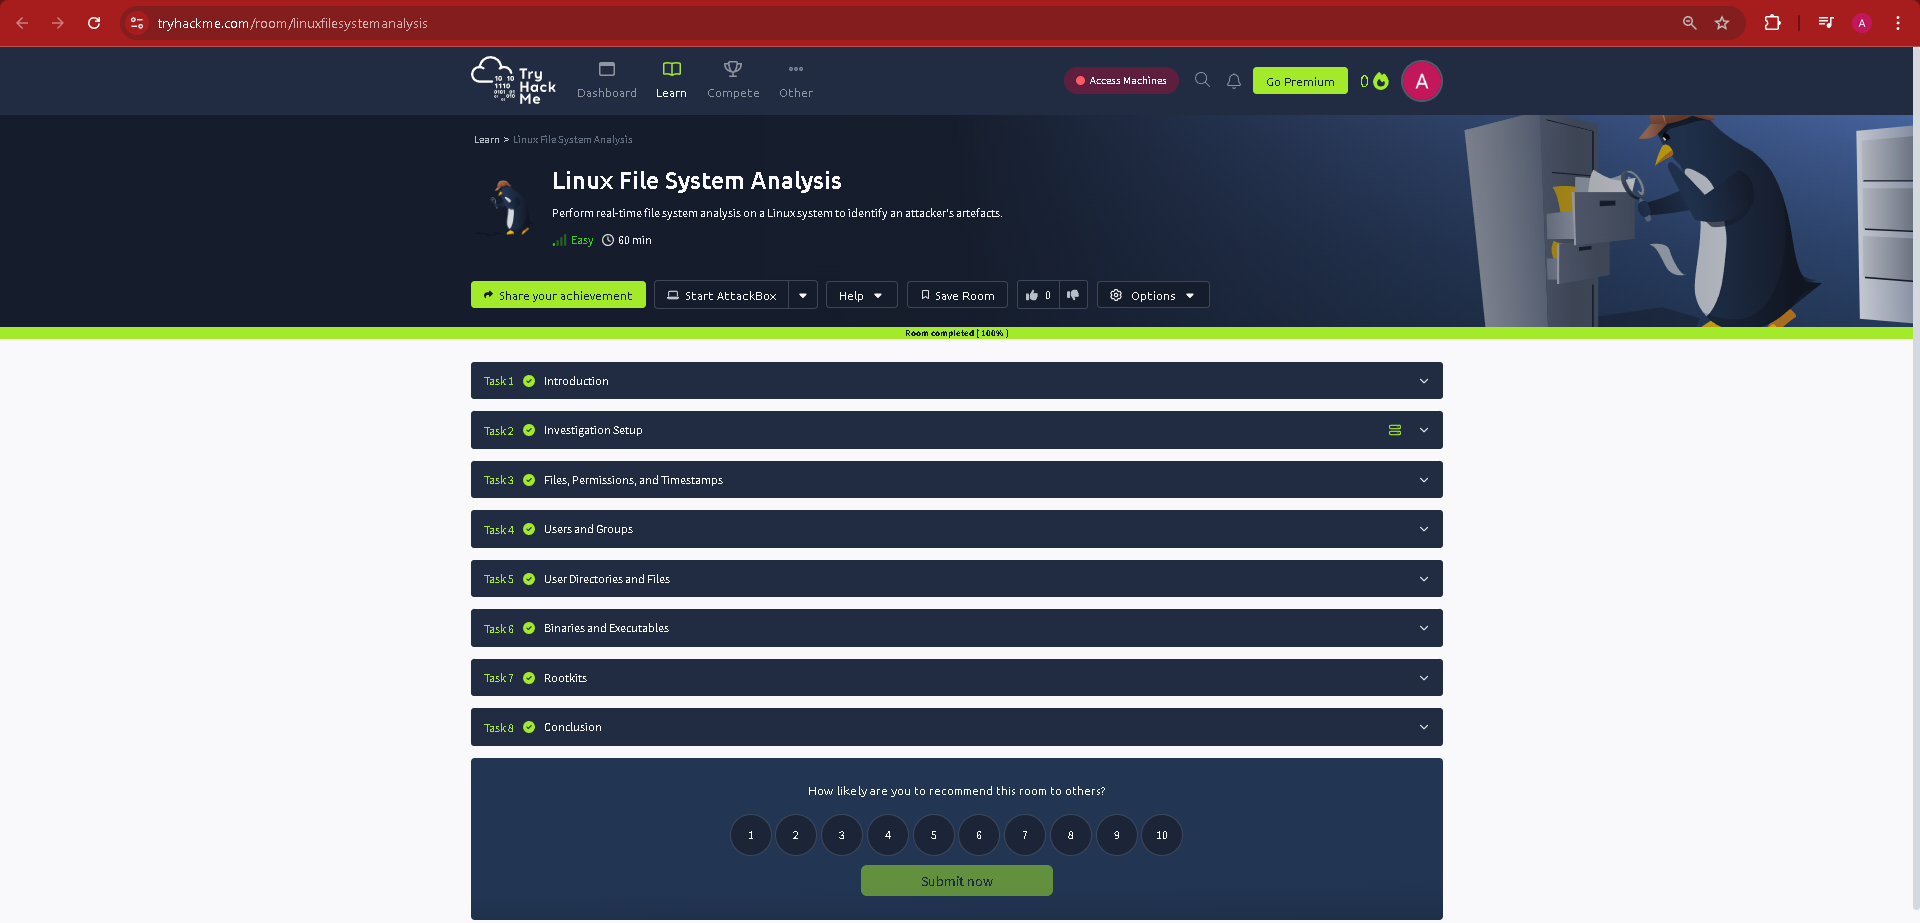 tryhackme.com/room/linuxfilesystemanalysis
A
Try
Hack
Me
10 10
1110
Dashboard
Learn
Compete
Other
Access Machines
Go Premium
0
A
Learn > Linux File System Analysis
Linux File System Analysis
Perform real-time file system analysis on a Linux system to identify an attacker's artefacts.
Easy 60 min
Share your achievement
Start AttackBox
Help
Save Room
0
Options
Room completed ( 100% )
Task 1 Introduction
Task 2 Investigation Setup
Task 3 Files, Permissions, and Timestamps
Task 4 Users and Groups
Task 5 User Directories and Files
Task 6 Binaries and Executables
Task 7 Rootkits
Task 8 Conclusion
How likely are you to recommend this room to others?
1 2 3 4 5 6 7 8 9 10
Submit now